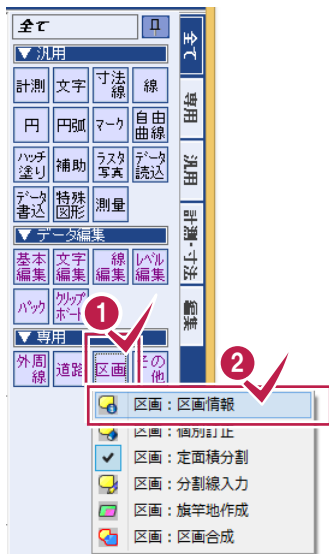 全て
▼ 汎用
計測 文字 寸法線 線
円 円弧 マーク 自由曲線
ハッチ塗り 補助 ラスタ写真 データ読込
データ書込 特殊図形 測量
▼ データ編集
基本編集 文字編集 線編集 レベル編集
パック クリップボード
▼ 専用
外周線 道路 区画 その他
1
2
区画：区画情報
区画：個別訂正
区画：定面積分割
区画：分割線入力
区画：旗竿地作成
区画：区画合成
全て
専用
汎用
計測・寸法
編集